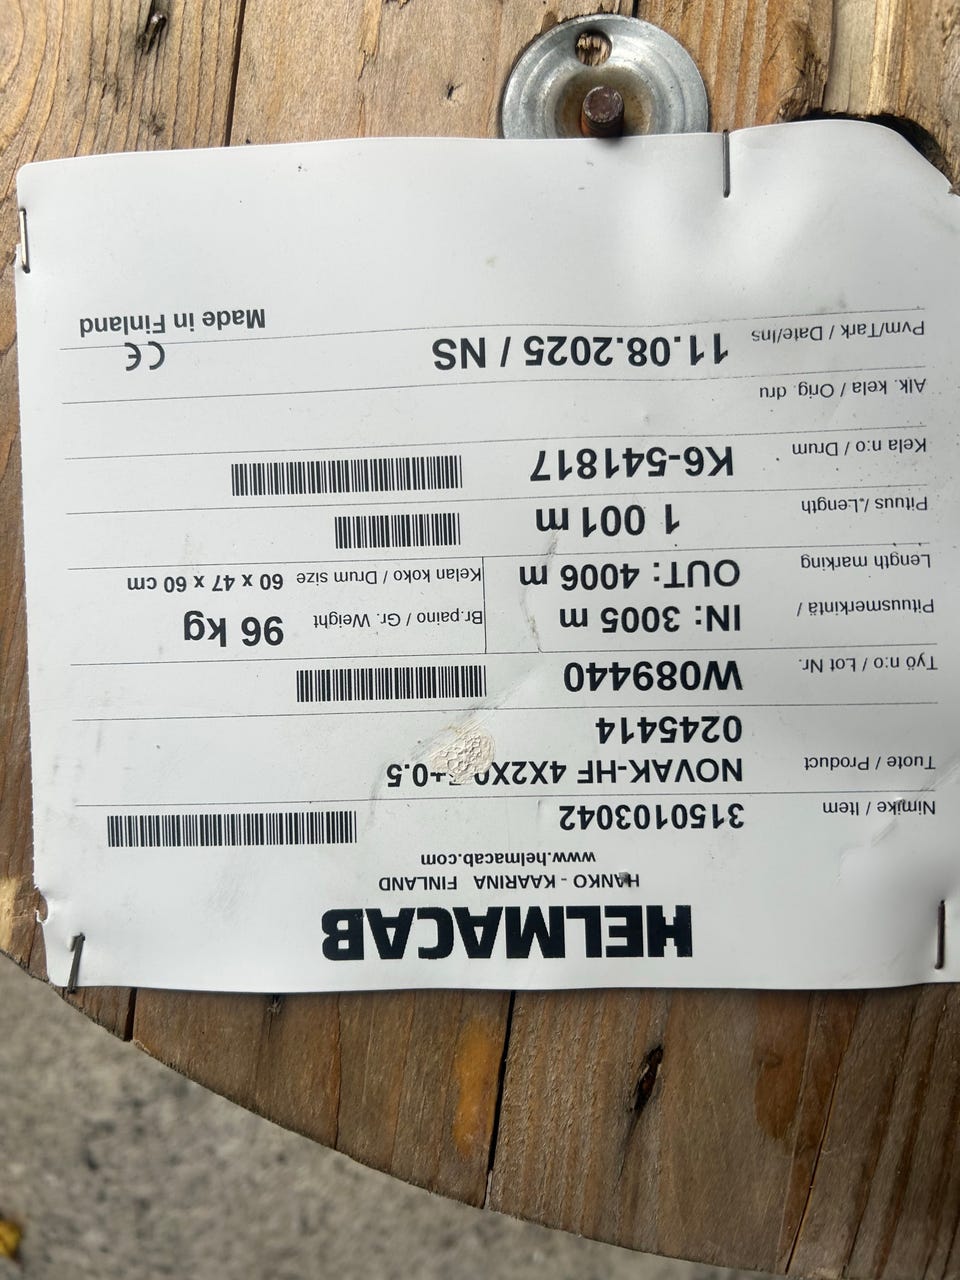 HELMACAB
HANKO - KAARINA FINLAND
www.helmacab.com
Nimike / Item 3150103042
Tuote / Product NOVAK-HF
0245414
Työ n:o / Lot Nr. W089440
Pituusmerkintä / IN: 3005 m Br.paino / Gr. Weight 96 kg
Length marking OUT: 4006 m Kelan koko / Drum size 60 x 47 x 60 cm
Pituus / Length 1 001 m
Kela n:o / Drum K6-541817
Alk. kela / Orig. dru
Pvm/Tark / Date/Ins 11.08.2025 / NS CE
Made in Finland